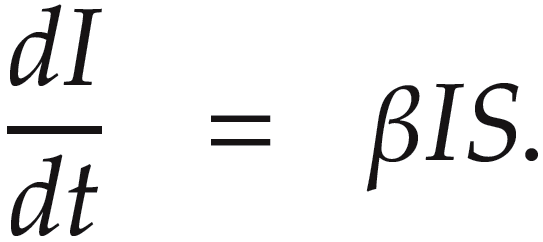 dI/dt = βIS.